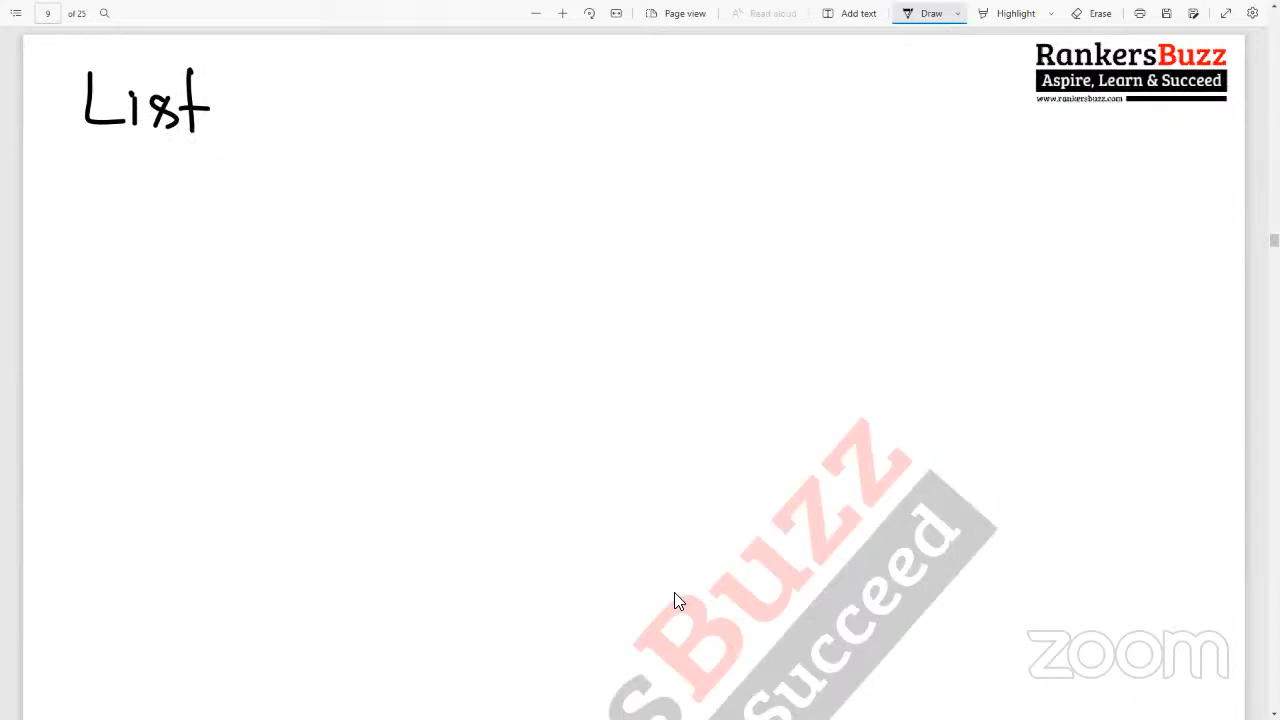 9 of 25 Page view Read aloud Add text Draw Highlight Erase
List
RankersBuzz
Aspire, Learn & Succeed
www.rankersbuzz.com
sBuzz
Succeed
zoom